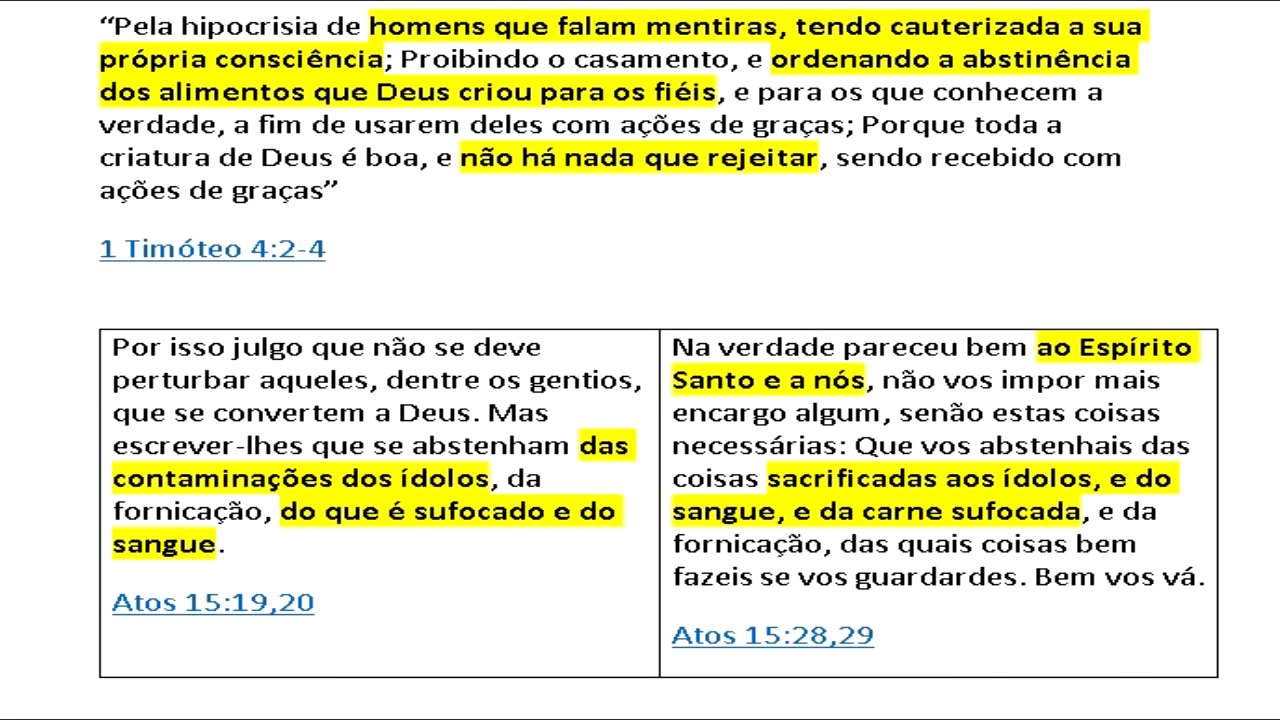 “Pela hipocrisia de homens que falam mentiras, tendo cauterizada a sua
própria consciência; Proibindo o casamento, e ordenando a abstinência
dos alimentos que Deus criou para os fiéis, e para os que conhecem a
verdade, a fim de usarem deles com ações de graças; Porque toda a
criatura de Deus é boa, e não há nada que rejeitar, sendo recebido com
ações de graças”
1 Timóteo 4:2-4
Por isso julgo que não se deve
perturbar aqueles, dentre os gentios,
que se convertem a Deus. Mas
escrever-lhes que se abstenham das
contaminações dos ídolos, da
fornicação, do que é sufocado e do
sangue.
Atos 15:19,20
Na verdade pareceu bem ao Espírito
Santo e a nós, não vos impor mais
encargo algum, senão estas coisas
necessárias: Que vos abstenhais das
coisas sacrificadas aos ídolos, e do
sangue, e da carne sufocada, e da
fornicação, das quais coisas bem
fazeis se vos guardardes. Bem vos vá.
Atos 15:28,29